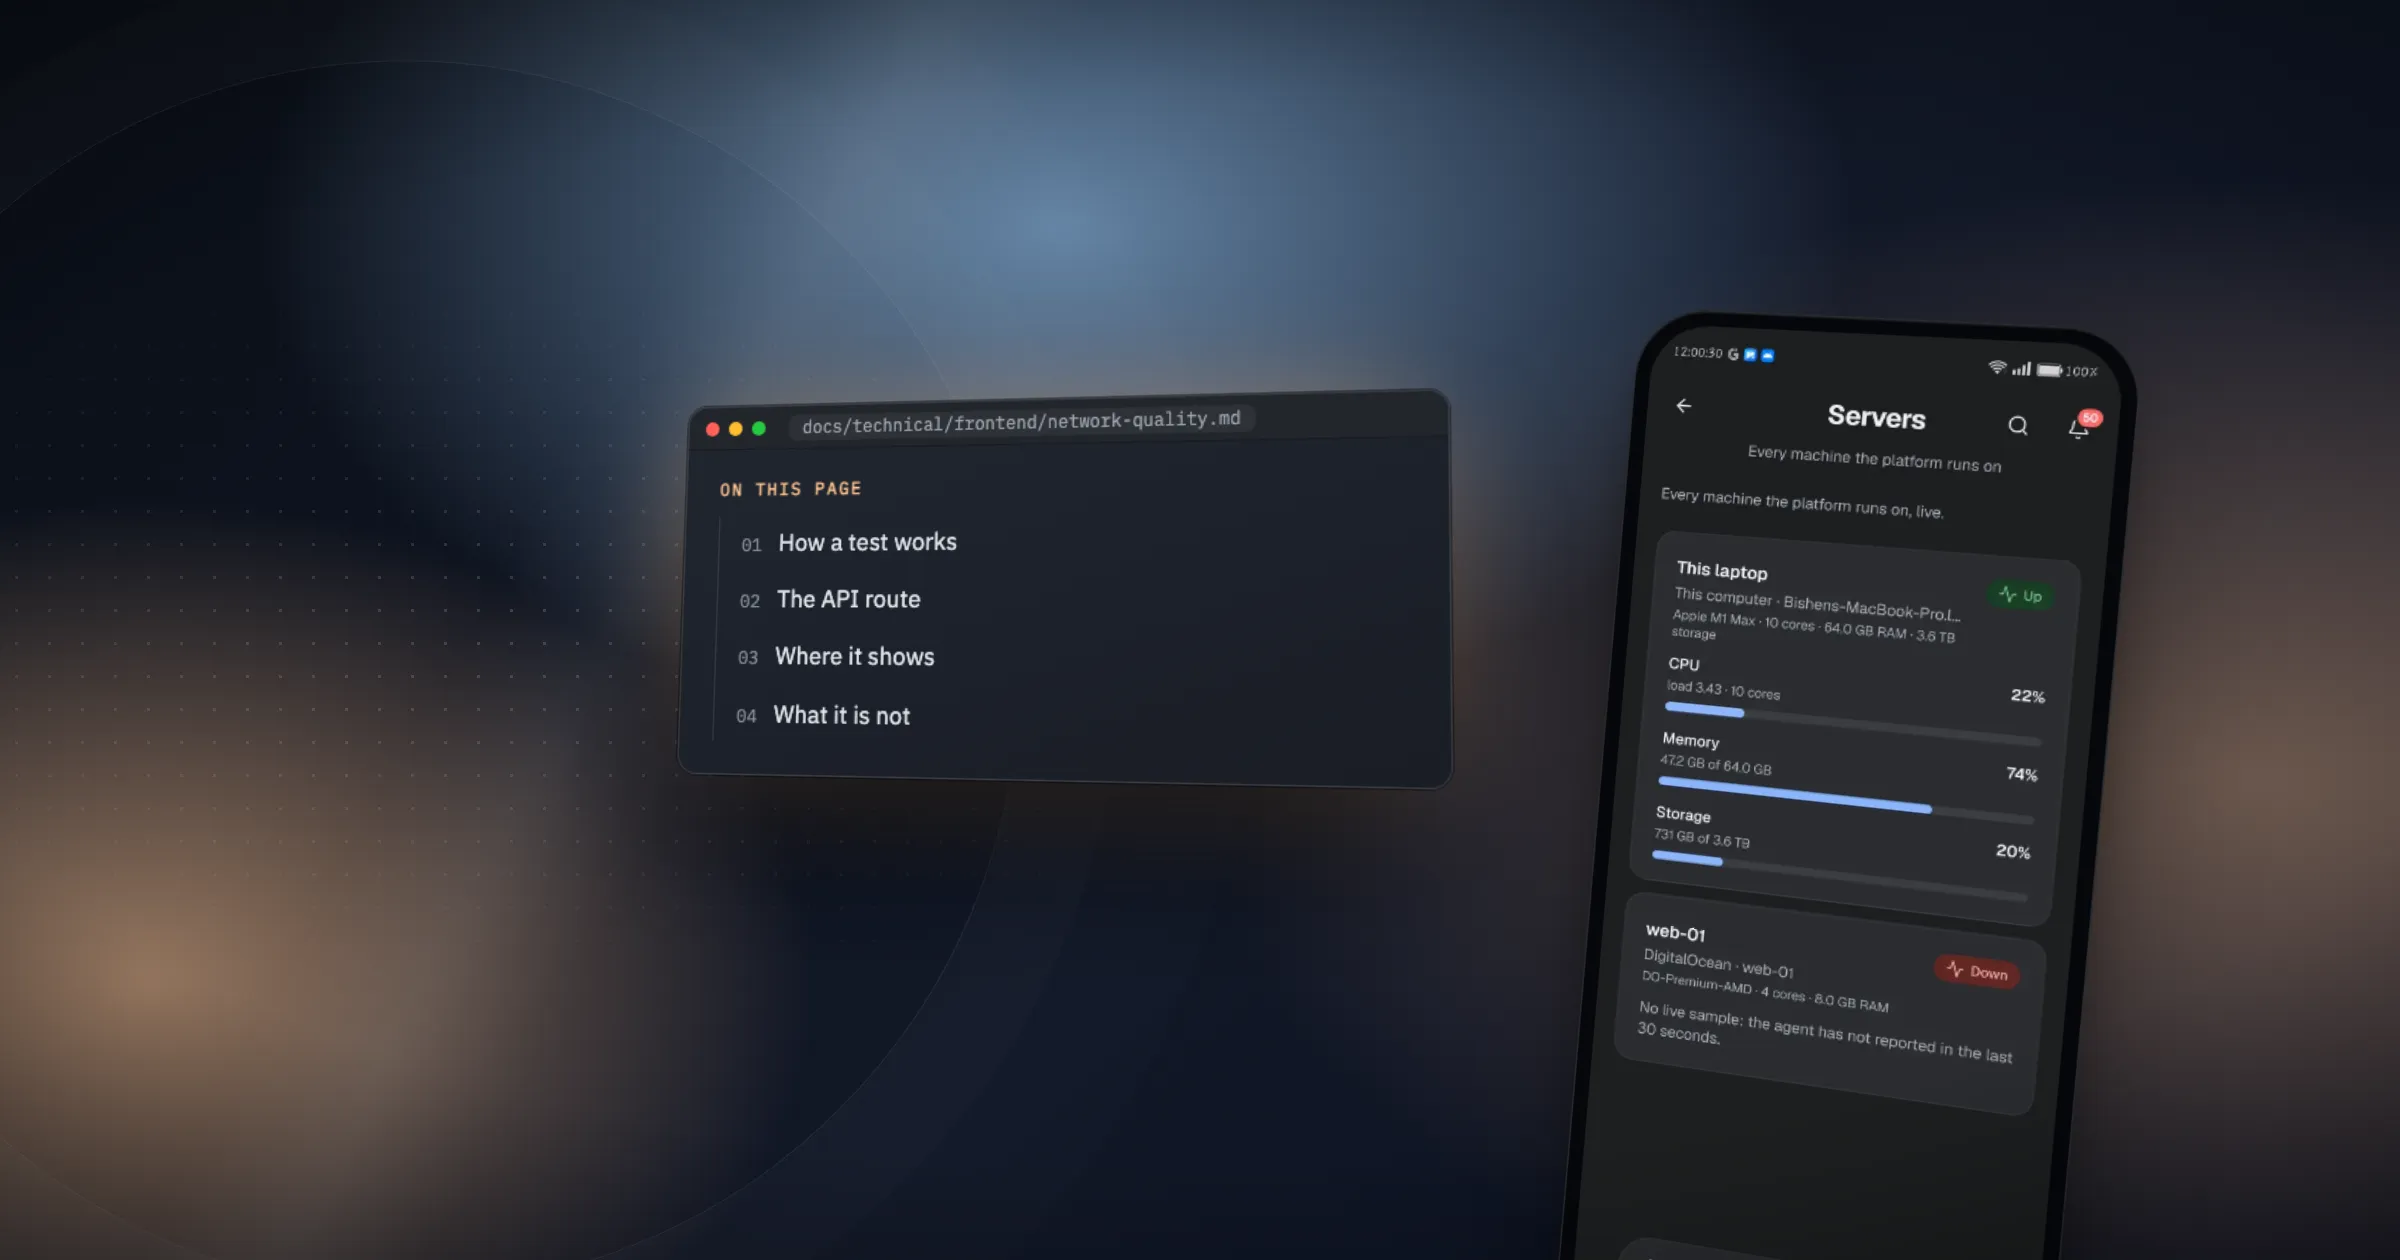 docs/technical/frontend/network-quality.md
ON THIS PAGE
01 How a test works
02 The API route
03 Where it shows
04 What it is not
12:00:30 G
100%
Servers
50
Every machine the platform runs on
Every machine the platform runs on, live.
This laptop
Up
This computer · Bishens-MacBook-Pro.l...
Apple M1 Max · 10 cores · 64.0 GB RAM · 3.6 TB
storage
CPU
load 3.43 · 10 cores
22%
Memory
47.2 GB of 64.0 GB
74%
Storage
731 GB of 3.6 TB
20%
web-01
Down
DigitalOcean · web-01
DO-Premium-AMD · 4 cores · 8.0 GB RAM
No live sample: the agent has not reported in the last
30 seconds.